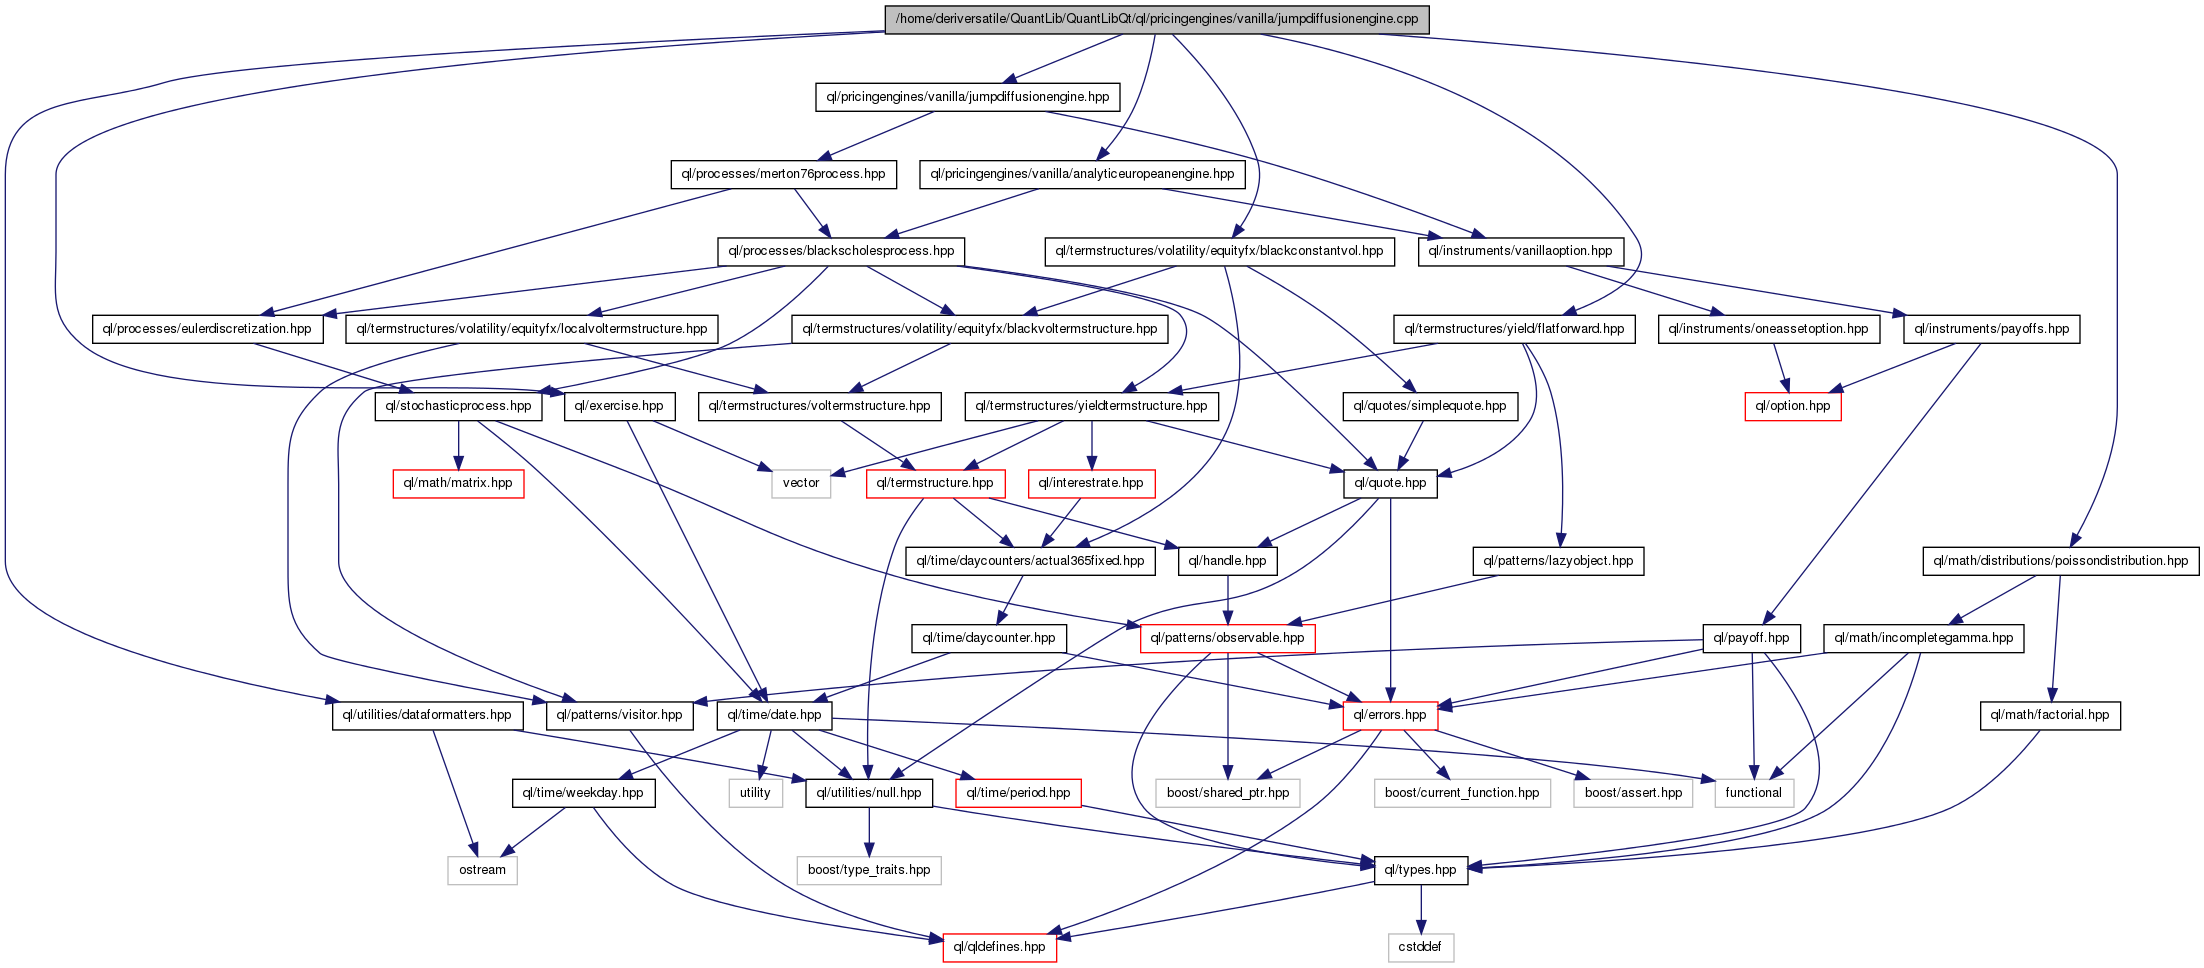 /home/deriversatile/QuantLib/QuantLibQt/ql/pricingengines/vanilla/jumpdiffusionengine.cpp
ql/pricingengines/vanilla/jumpdiffusionengine.hpp
ql/processes/merton76process.hpp
ql/pricingengines/vanilla/analyticeuropeanengine.hpp
ql/processes/blackscholesprocess.hpp
ql/termstructures/volatility/equityfx/blackconstantvol.hpp
ql/instruments/vanillaoption.hpp
ql/processes/eulerdiscretization.hpp
ql/termstructures/volatility/equityfx/localvoltermstructure.hpp
ql/termstructures/volatility/equityfx/blackvoltermstructure.hpp
ql/termstructures/yield/flatforward.hpp
ql/instruments/oneassetoption.hpp
ql/instruments/payoffs.hpp
ql/stochasticprocess.hpp
ql/exercise.hpp
ql/termstructures/voltermstructure.hpp
ql/termstructures/yieldtermstructure.hpp
ql/quotes/simplequote.hpp
ql/option.hpp
ql/math/matrix.hpp
vector
ql/termstructure.hpp
ql/interestrate.hpp
ql/quote.hpp
ql/time/daycounters/actual365fixed.hpp
ql/handle.hpp
ql/patterns/lazyobject.hpp
ql/math/distributions/poissondistribution.hpp
ql/time/daycounter.hpp
ql/patterns/observable.hpp
ql/payoff.hpp
ql/math/incompletegamma.hpp
ql/utilities/dataformatters.hpp
ql/patterns/visitor.hpp
ql/time/date.hpp
ql/errors.hpp
ql/math/factorial.hpp
ql/time/weekday.hpp
utility
ql/utilities/null.hpp
ql/time/period.hpp
boost/shared_ptr.hpp
boost/current_function.hpp
boost/assert.hpp
functional
ostream
boost/type_traits.hpp
ql/types.hpp
ql/qldefines.hpp
cstddef